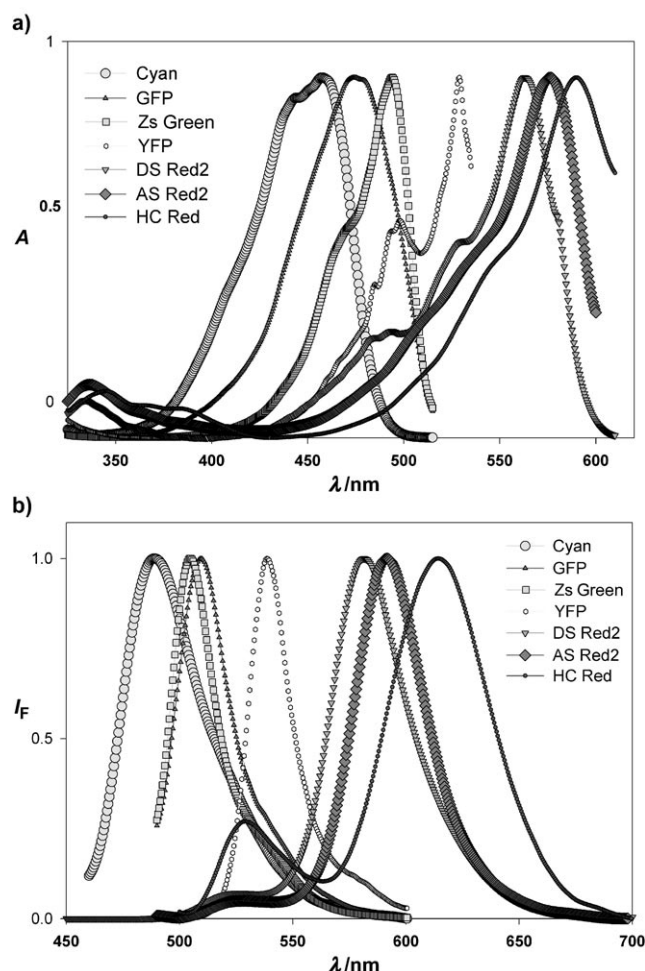 a)
1
0.5
0
A
Cyan
GFP
Zs Green
YFP
DS Red2
AS Red2
HC Red
350 400 450 500 550 600
λ/nm
b)
1.0
0.5
0.0
IF
Cyan
GFP
Zs Green
YFP
DS Red2
AS Red2
HC Red
450 500 550 600 650 700
λ/nm